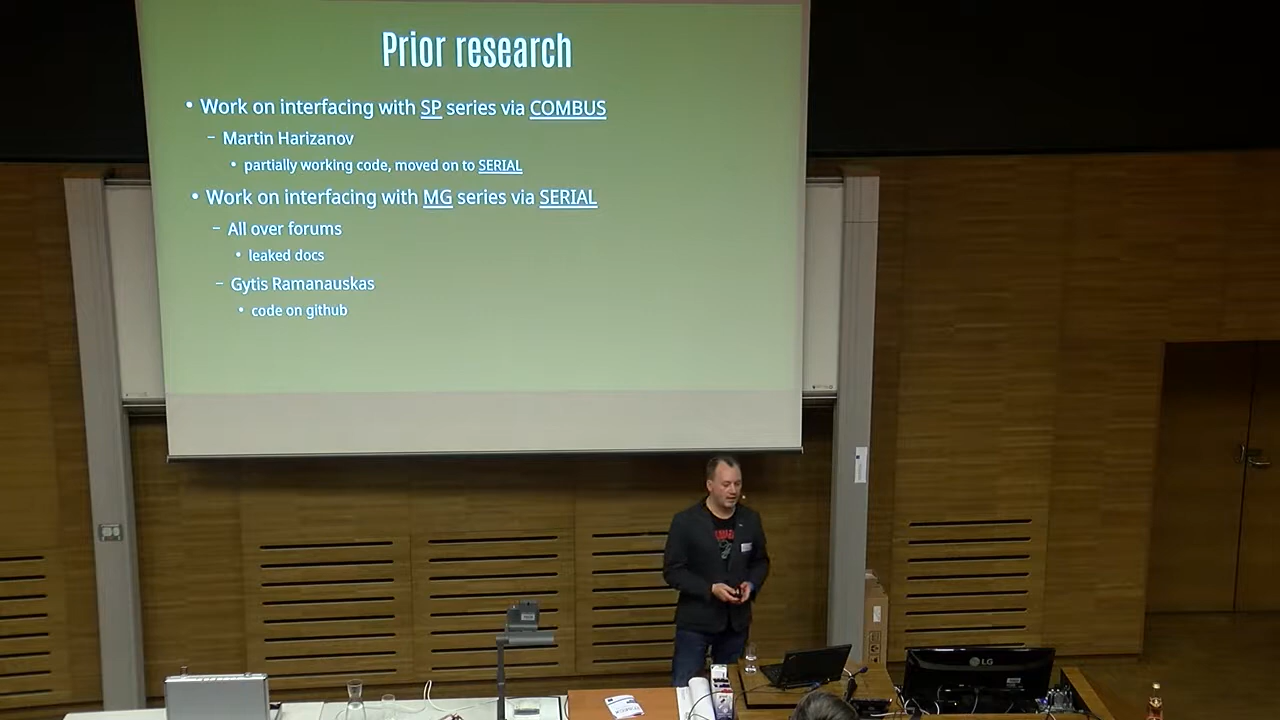 Prior research
• Work on interfacing with SP series via COMBUS
– Martin Harizanov
• partially working code, moved on to SERIAL
• Work on interfacing with MG series via SERIAL
– All over forums
• leaked docs
– Gytis Ramanauskas
• code on github
LG